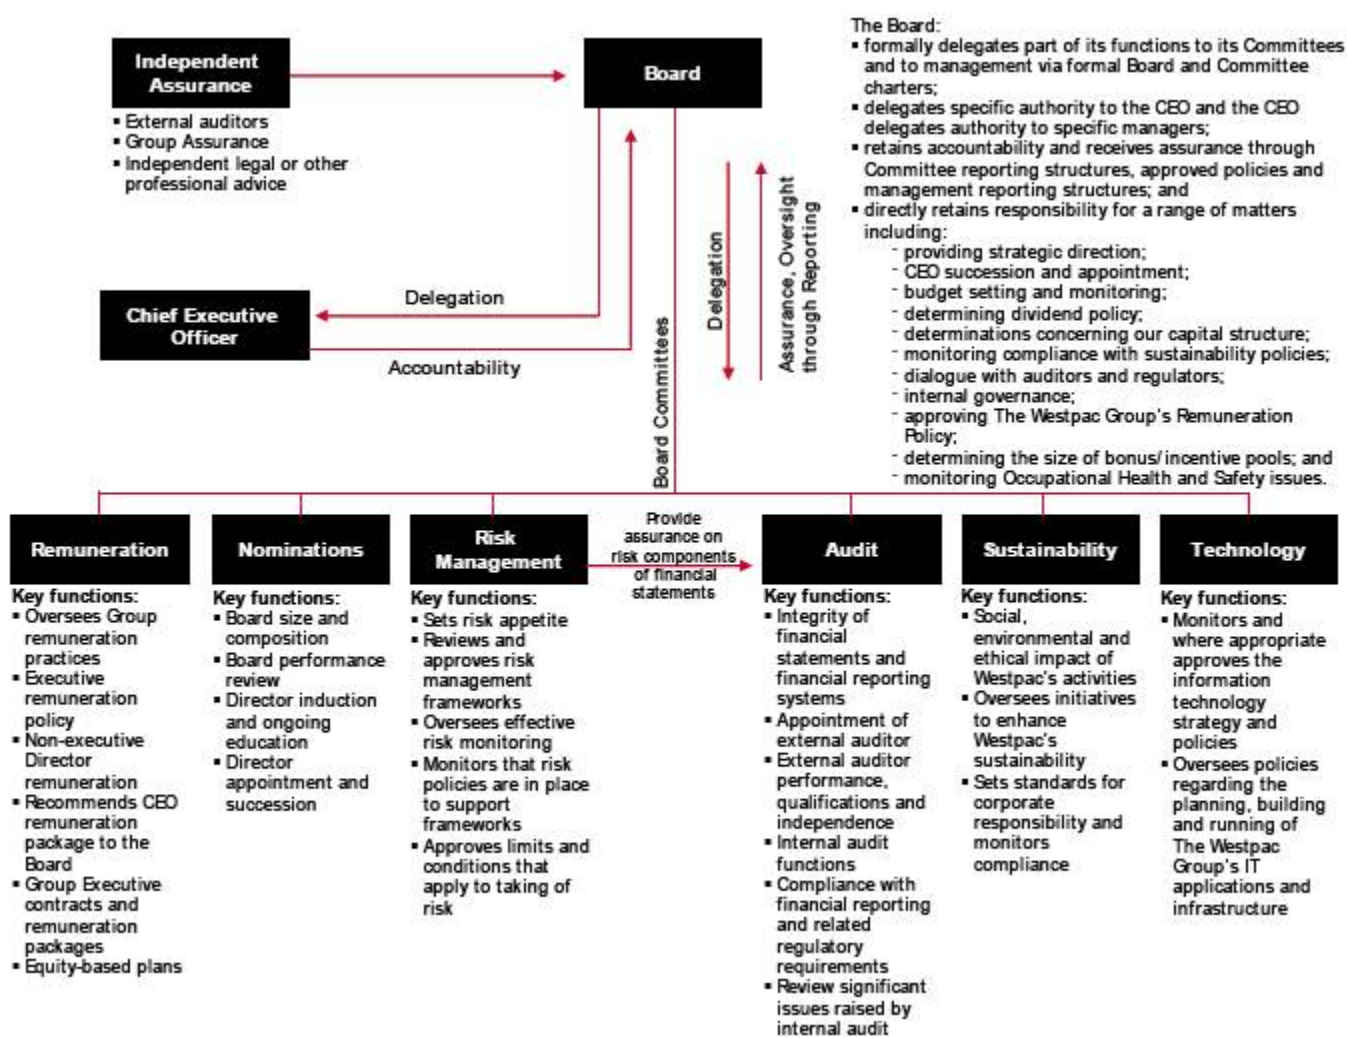 Independent
Assurance
▪ External auditors
▪ Group Assurance
▪ Independent legal or other
professional advice
Board
The Board:
▪ formally delegates part of its functions to its Committees
and to management via formal Board and Committee
charters;
▪ delegates specific authority to the CEO and the CEO
delegates authority to specific managers;
▪ retains accountability and receives assurance through
Committee reporting structures, approved policies and
management reporting structures; and
▪ directly retains responsibility for a range of matters
including:
- providing strategic direction;
- CEO succession and appointment;
- budget setting and monitoring;
- determining dividend policy;
- determinations concerning our capital structure;
- monitoring compliance with sustainability policies;
- dialogue with auditors and regulators;
- internal governance;
- approving The Westpac Group's Remuneration
Policy;
- determining the size of bonus/incentive pools; and
- monitoring Occupational Health and Safety issues.
Chief Executive
Officer
Delegation
Accountability
Board Committees
Delegation
Assurance, Oversight
through Reporting
Remuneration
Key functions:
▪ Oversees Group
remuneration
practices
▪ Executive
remuneration
policy
▪ Non-executive
Director
remuneration
▪ Recommends CEO
remuneration
package to the
Board
▪ Group Executive
contracts and
remuneration
packages
▪ Equity-based plans
Nominations
Key functions:
▪ Board size and
composition
▪ Board performance
review
▪ Director induction
and ongoing
education
▪ Director
appointment and
succession
Risk
Management
Key functions:
▪ Sets risk appetite
▪ Reviews and
approves risk
management
frameworks
▪ Oversees effective
risk monitoring
▪ Monitors that risk
policies are in place
to support
frameworks
▪ Approves limits and
conditions that
apply to taking of
risk
Provide
assurance on
risk components
of financial
statements
Audit
Key functions:
▪ Integrity of
financial
statements and
financial reporting
systems
▪ Appointment of
external auditor
▪ External auditor
performance,
qualifications and
independence
▪ Internal audit
functions
▪ Compliance with
financial reporting
and related
regulatory
requirements
▪ Review significant
issues raised by
internal audit
Sustainability
Key functions:
▪ Social,
environmental and
ethical impact of
Westpac's activities
▪ Oversees initiatives
to enhance
Westpac's
sustainability
▪ Sets standards for
corporate
responsibility and
monitors
compliance
Technology
Key functions:
▪ Monitors and
where appropriate
approves the
information
technology
strategy and
policies
▪ Oversees policies
regarding the
planning, building
and running of
The Westpac
Group's IT
applications and
infrastructure